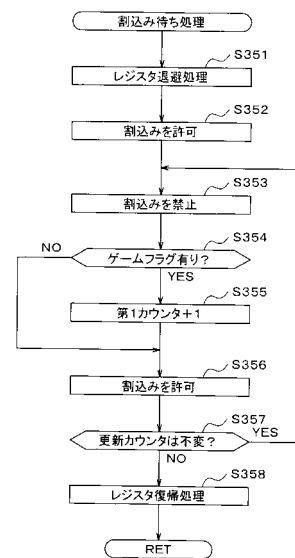 割込み待ち処理
S351
レジスタ退避処理
S352
割込みを許可
S353
割込みを禁止
S354
NO
ゲームフラグ有り？
YES
S355
第1カウンタ+1
S356
割込みを許可
S357
更新カウンタは不変？
YES
NO
S358
レジスタ復帰処理
RET